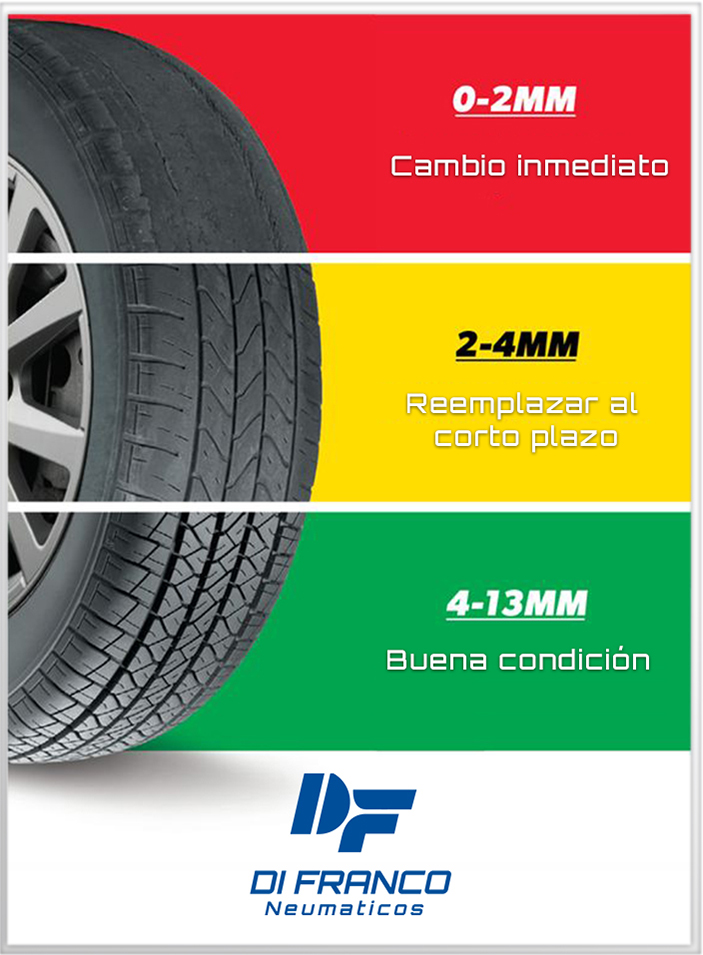 0-2MM
Cambio inmediato
2-4MM
Reemplazar al
corto plazo
4-13MM
Buena condición
DF
DI FRANCO
Neumaticos